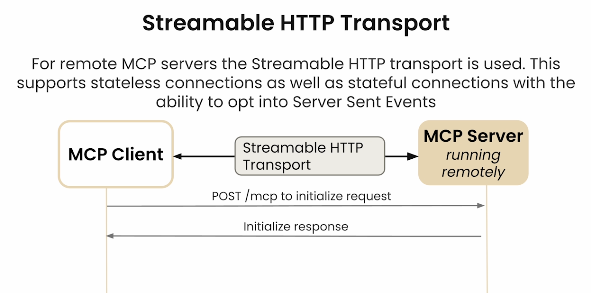 Streamable HTTP Transport
For remote MCP servers the Streamable HTTP transport is used. This
supports stateless connections as well as stateful connections with the
ability to opt into Server Sent Events
MCP Client
Streamable HTTP
Transport
MCP Server
running
remotely
POST /mcp to initialize request
Initialize response